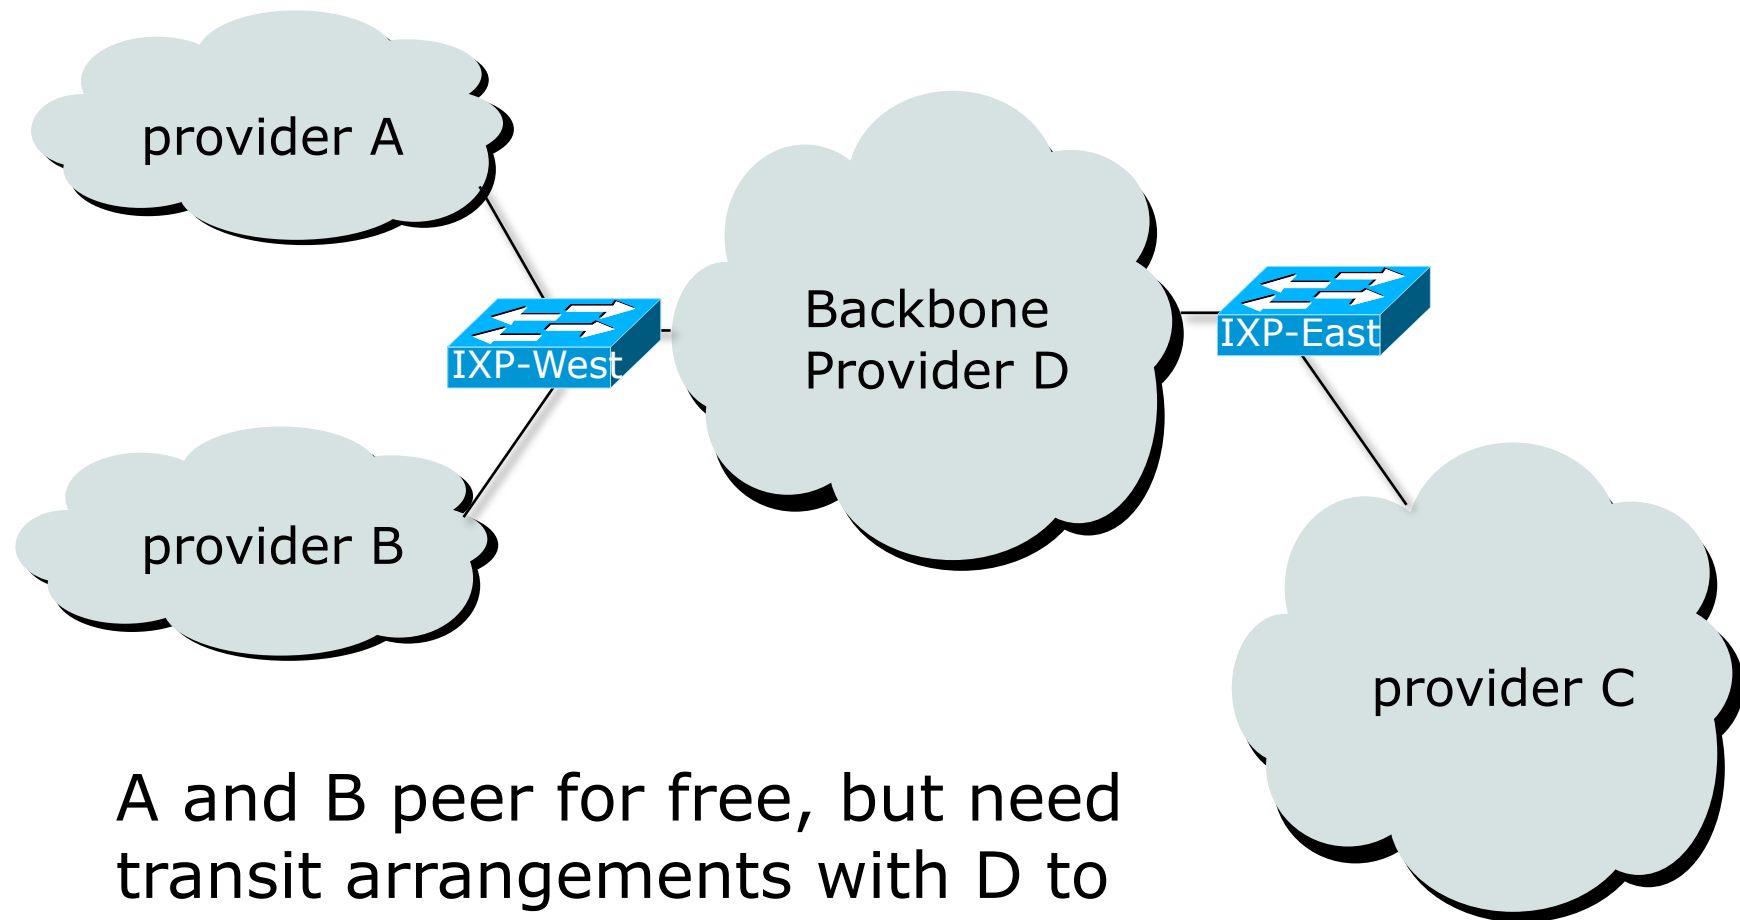 provider A
Backbone
Provider D
IXP-East
IXP-West
provider B
provider C
A and B peer for free, but need
transit arrangements with D to